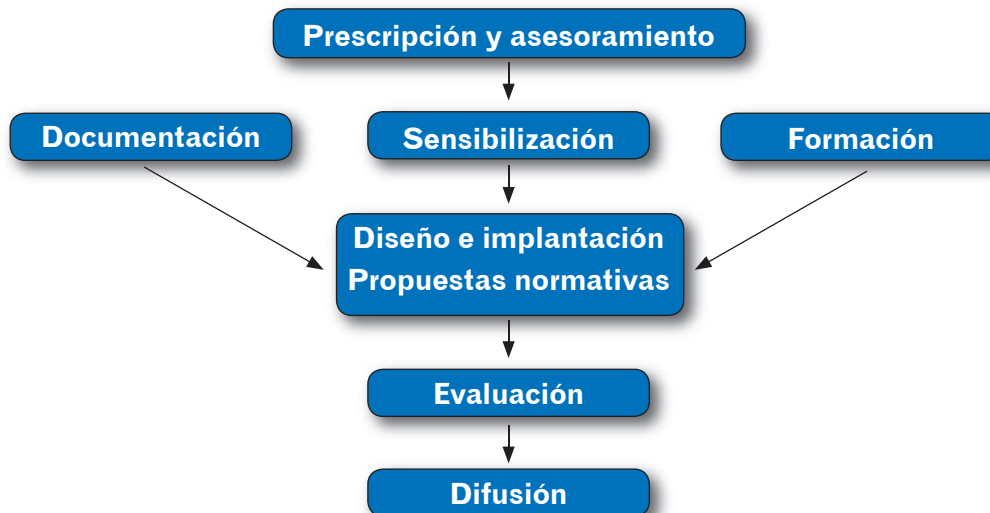 Prescripción y asesoramiento
Documentación
Sensibilización
Formación
Diseño e implantación
Propuestas normativas
Evaluación
Difusión